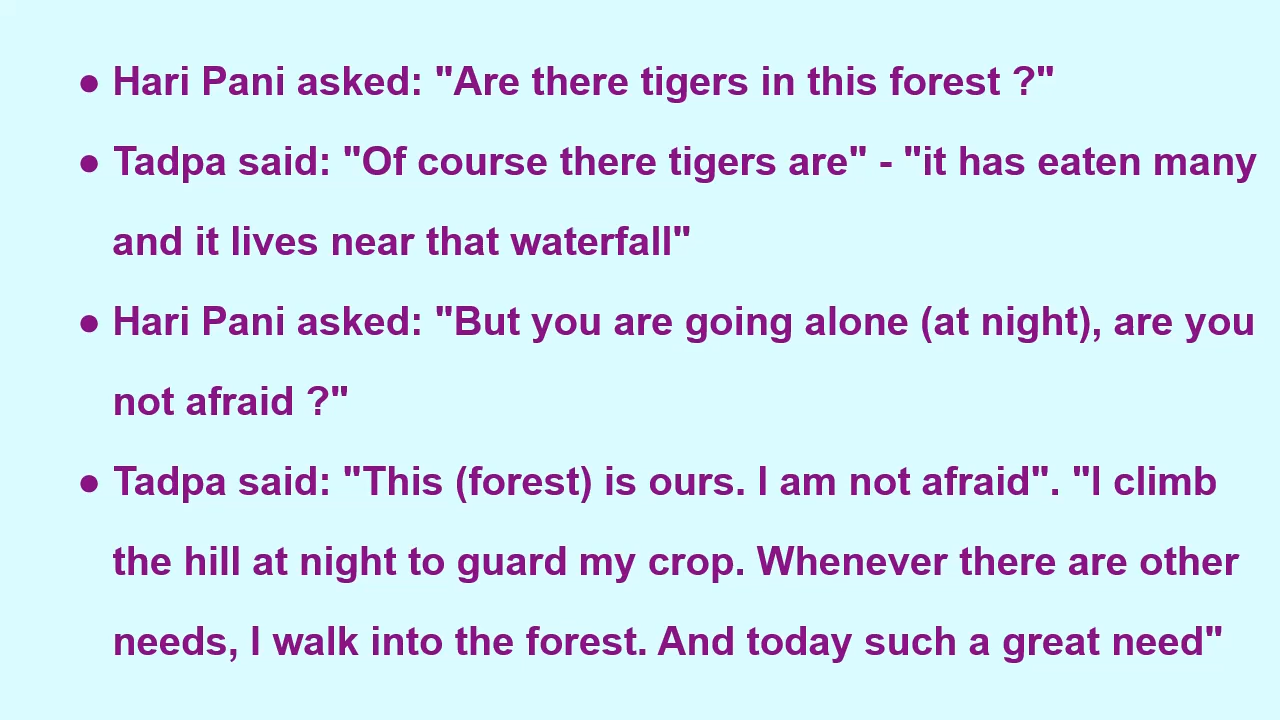 ● Hari Pani asked: "Are there tigers in this forest ?"
● Tadpa said: "Of course there tigers are" - "it has eaten many
and it lives near that waterfall"
● Hari Pani asked: "But you are going alone (at night), are you
not afraid ?"
● Tadpa said: "This (forest) is ours. I am not afraid". "I climb
the hill at night to guard my crop. Whenever there are other
needs, I walk into the forest. And today such a great need"